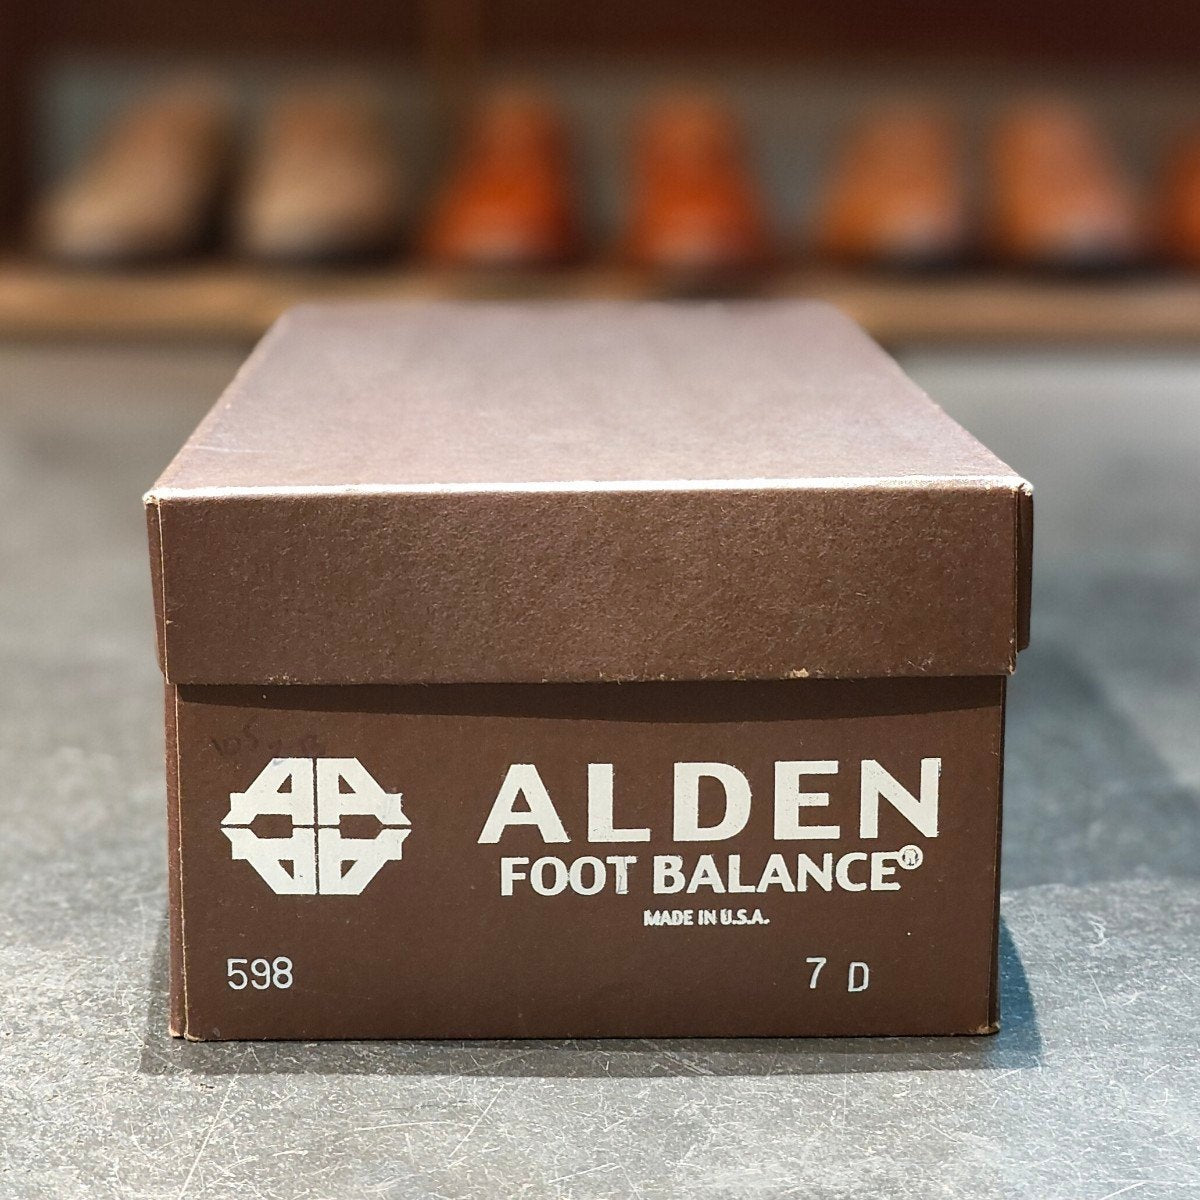 ALDEN
FOOT BALANCE®
MADE IN U.S.A.
598 7 D